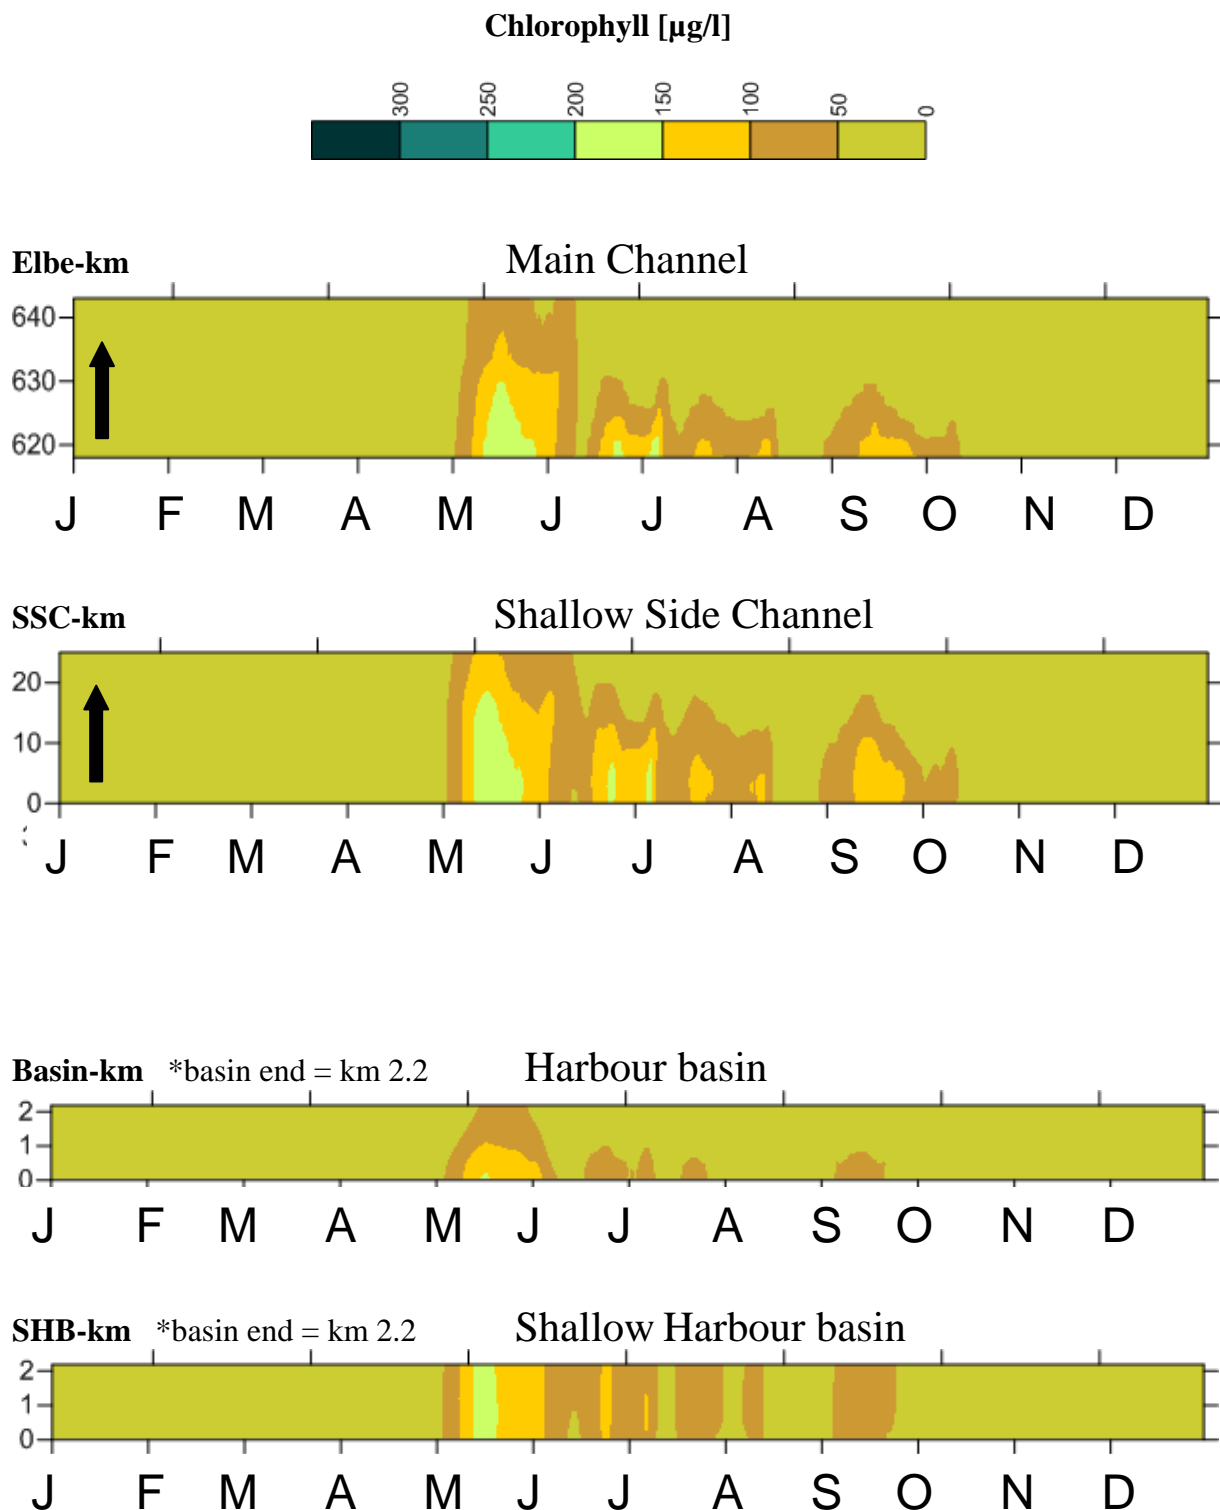 Chlorophyll [µg/l]
300 250 200 150 100 50 0
Elbe-km Main Channel
640
630
620
J F M A M J J A S O N D
SSC-km Shallow Side Channel
20
10
0
J F M A M J J A S O N D
Basin-km *basin end = km 2.2 Harbour basin
2
1
0
J F M A M J J A S O N D
SHB-km *basin end = km 2.2 Shallow Harbour basin
2
1
0
J F M A M J J A S O N D